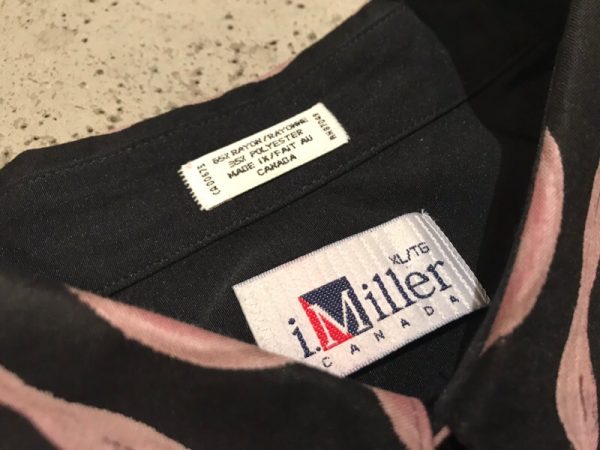 65% RAYON/RAYONNE
35% POLYESTER
MADE IN/FAIT AU
CANADA
XL/TG
i.Miller
CANADA